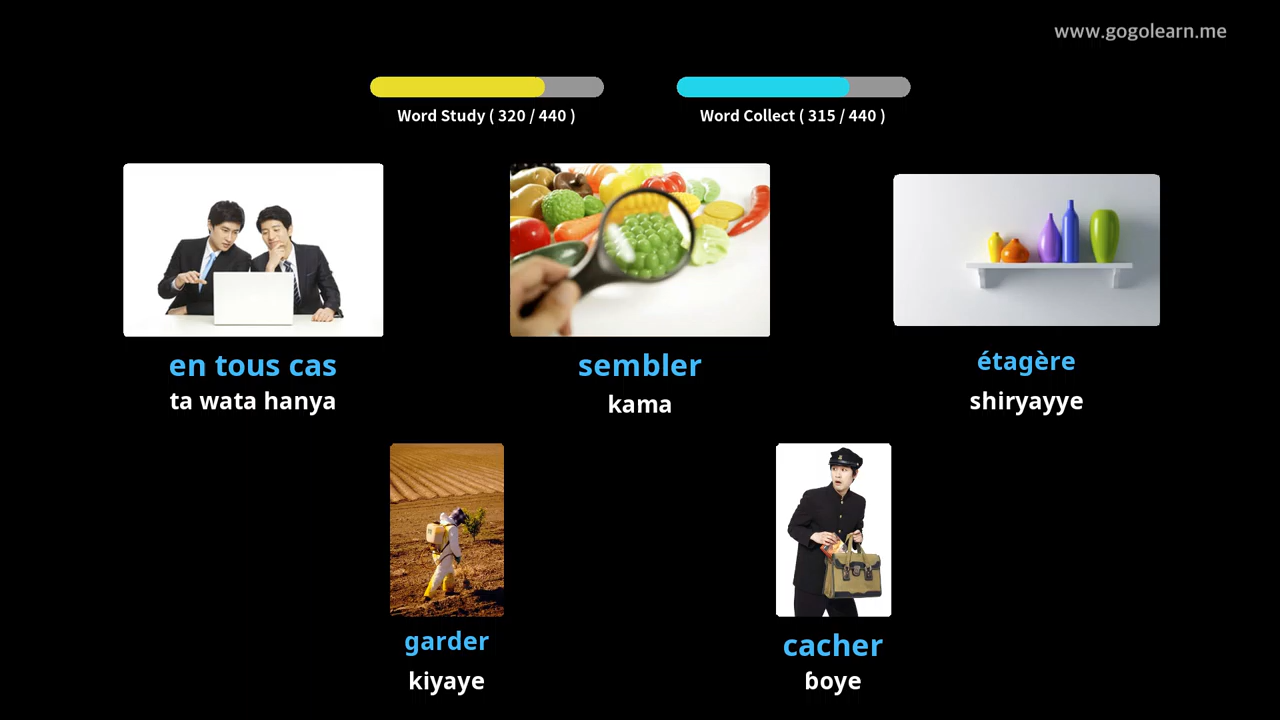 www.gogolearn.me
Word Study ( 320 / 440 )
Word Collect ( 315 / 440 )
en tous cas
ta wata hanya
sembler
kama
étagère
shiryayye
garder
kiyaye
cacher
ɓoye